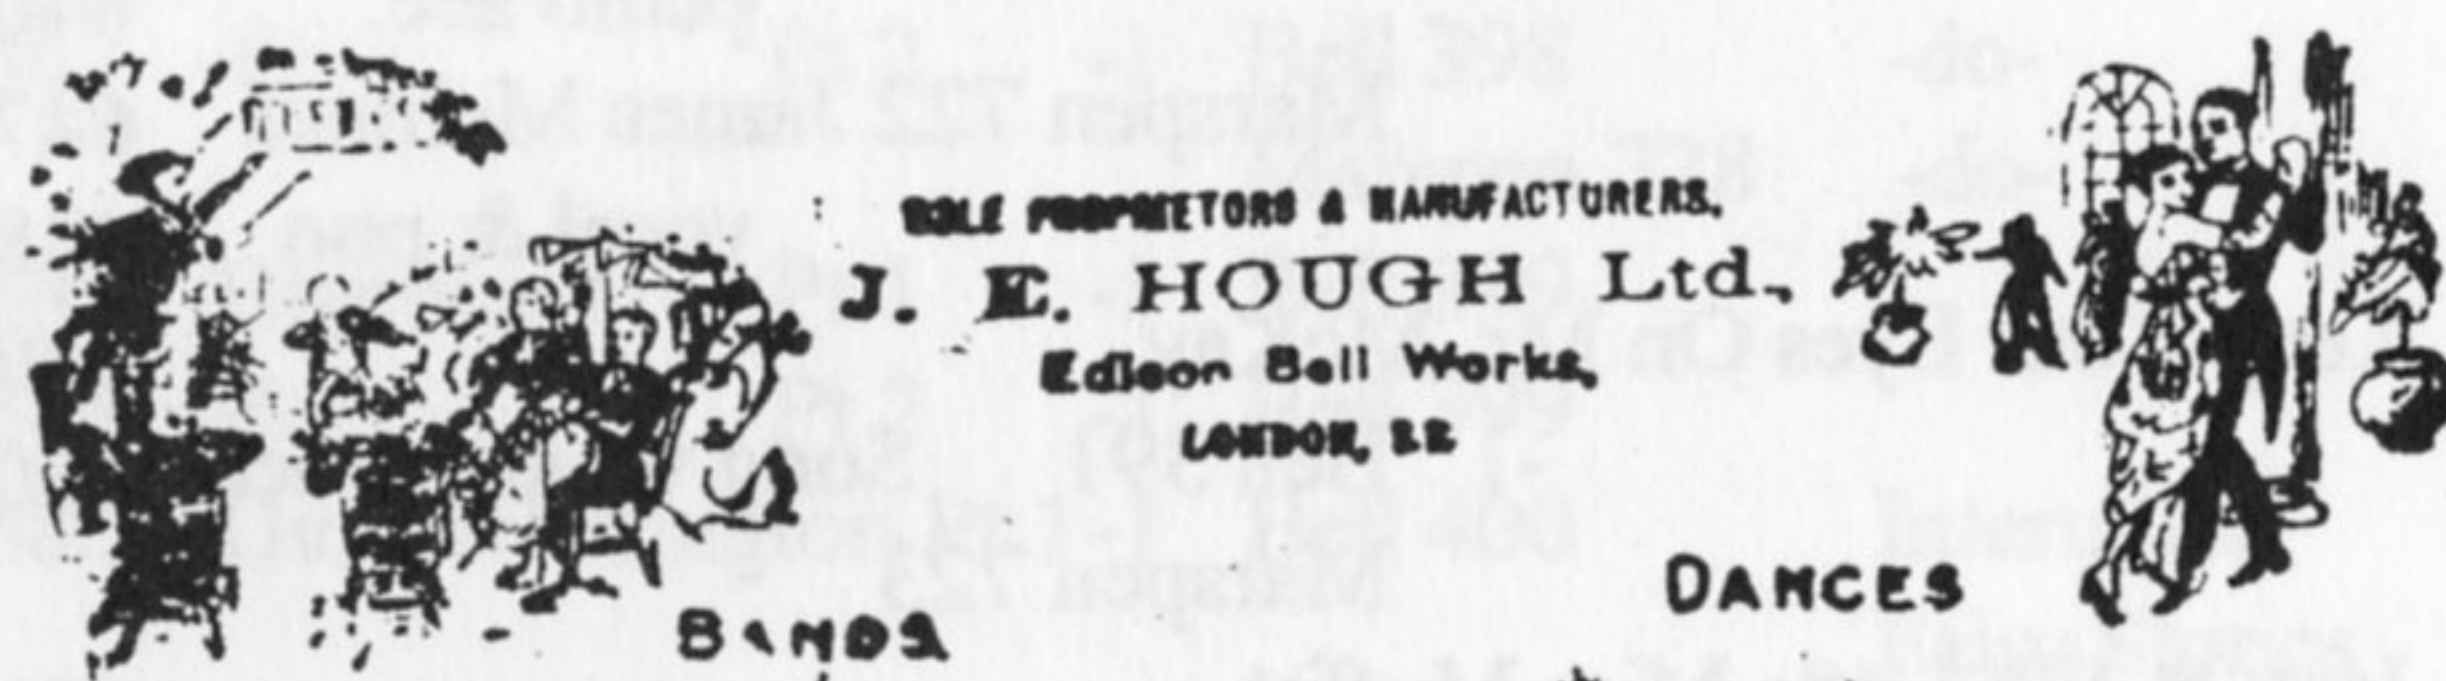 SOLE PROPRIETORS & MANUFACTURERS.
J. E. HOUGH Ltd.,
Edison Bell Works,
LONDON,
DANCES
BANDS